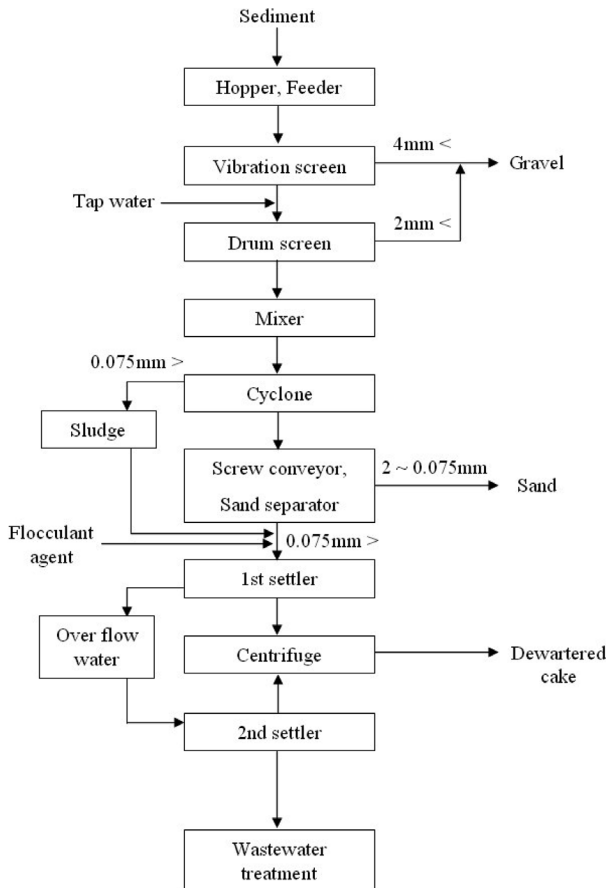 Sediment
Hopper, Feeder
4mm <
Vibration screen
Gravel
Tap water
2mm <
Drum screen
Mixer
0.075mm >
Cyclone
Sludge
Screw conveyor,
Sand separator
2 ~ 0.075mm
Sand
Flocculant
agent
0.075mm >
1st settler
Over flow
water
Centrifuge
Dewartered
cake
2nd settler
Wastewater
treatment